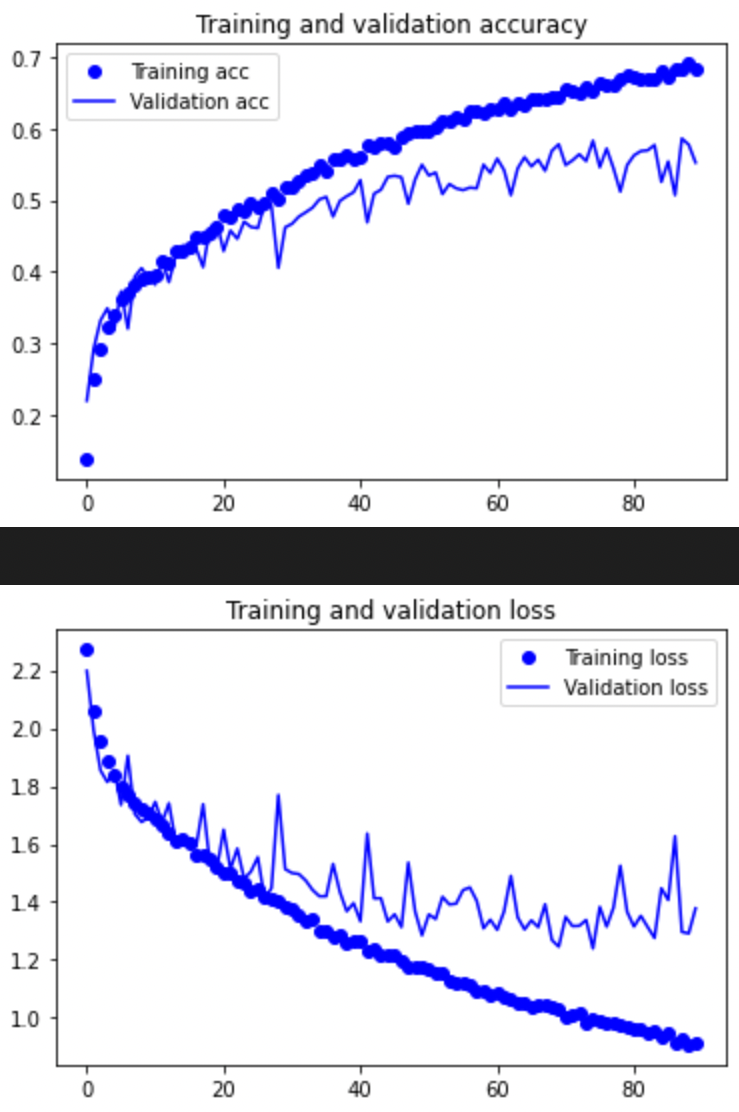 Training and validation accuracy
0.7
Training acc
Validation acc
0.6
0.5
0.4
0.3
0.2
0 20 40 60 80
Training and validation loss
Training loss
Validation loss
2.2
2.0
1.8
1.6
1.4
1.2
1.0
0 20 40 60 80